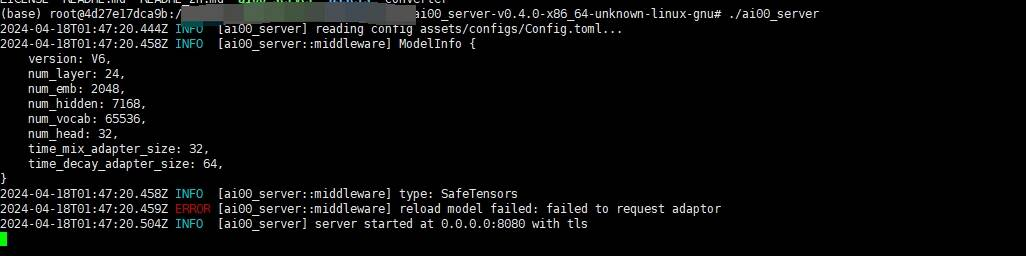 (base) root@4d27e17dca9b:/ ai00_server-v0.4.0-x86_64-unknown-linux-gnu# ./ai00_server
2024-04-18T01:47:20.444Z INFO  [ai00_server] reading config assets/configs/Config.toml...
2024-04-18T01:47:20.458Z INFO  [ai00_server::middleware] ModelInfo {
    version: V6,
    num_layer: 24,
    num_emb: 2048,
    num_hidden: 7168,
    num_vocab: 65536,
    num_head: 32,
    time_mix_adapter_size: 32,
    time_decay_adapter_size: 64,
}
2024-04-18T01:47:20.458Z INFO  [ai00_server::middleware] type: SafeTensors
2024-04-18T01:47:20.459Z ERROR [ai00_server::middleware] reload model failed: failed to request adaptor
2024-04-18T01:47:20.504Z INFO  [ai00_server] server started at 0.0.0.0:8080 with tls